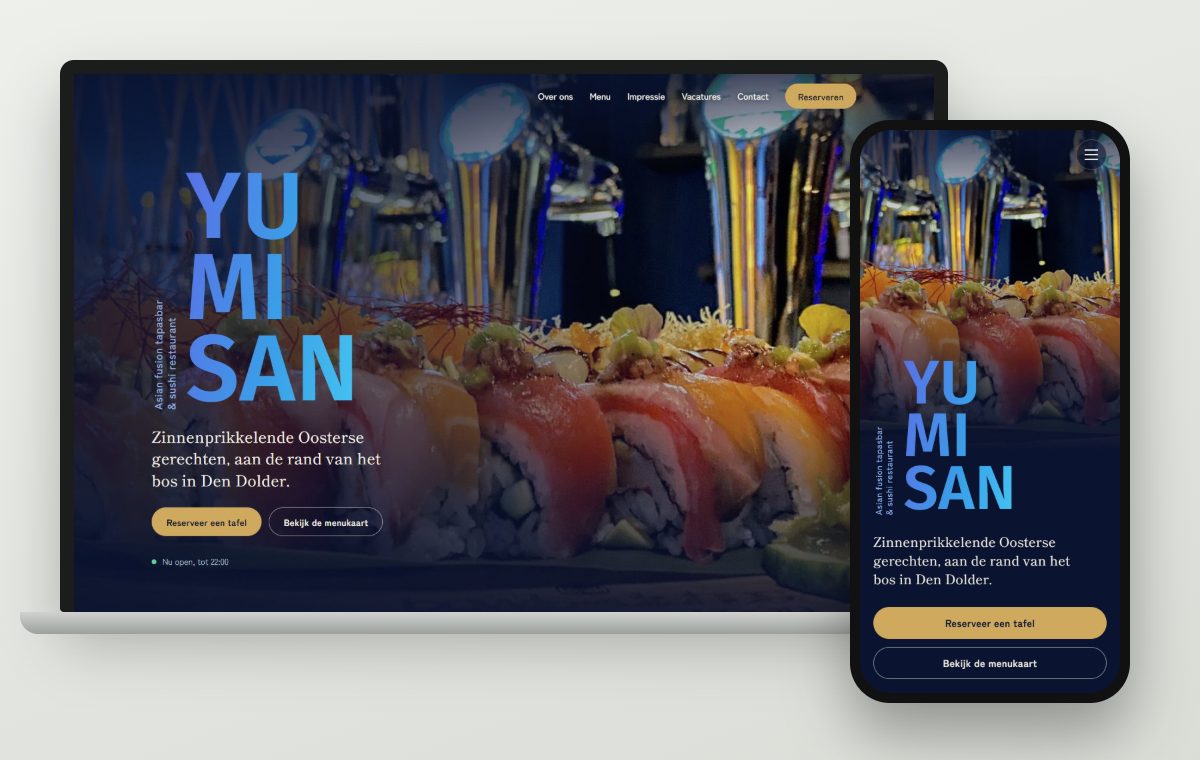 Over ons Menu Impressie Vacatures Contact Reserveren
YU
MI
SAN
Asian fusion tapasbar
& sushi restaurant
Zinnenprikkelende Oosterse
gerechten, aan de rand van het
bos in Den Dolder.
Reserveer een tafel Bekijk de menukaart
Nu open, tot 22:00
YU
MI
SAN
Asian fusion tapasbar
& sushi restaurant
Zinnenprikkelende Oosterse
gerechten, aan de rand van het
bos in Den Dolder.
Reserveer een tafel
Bekijk de menukaart